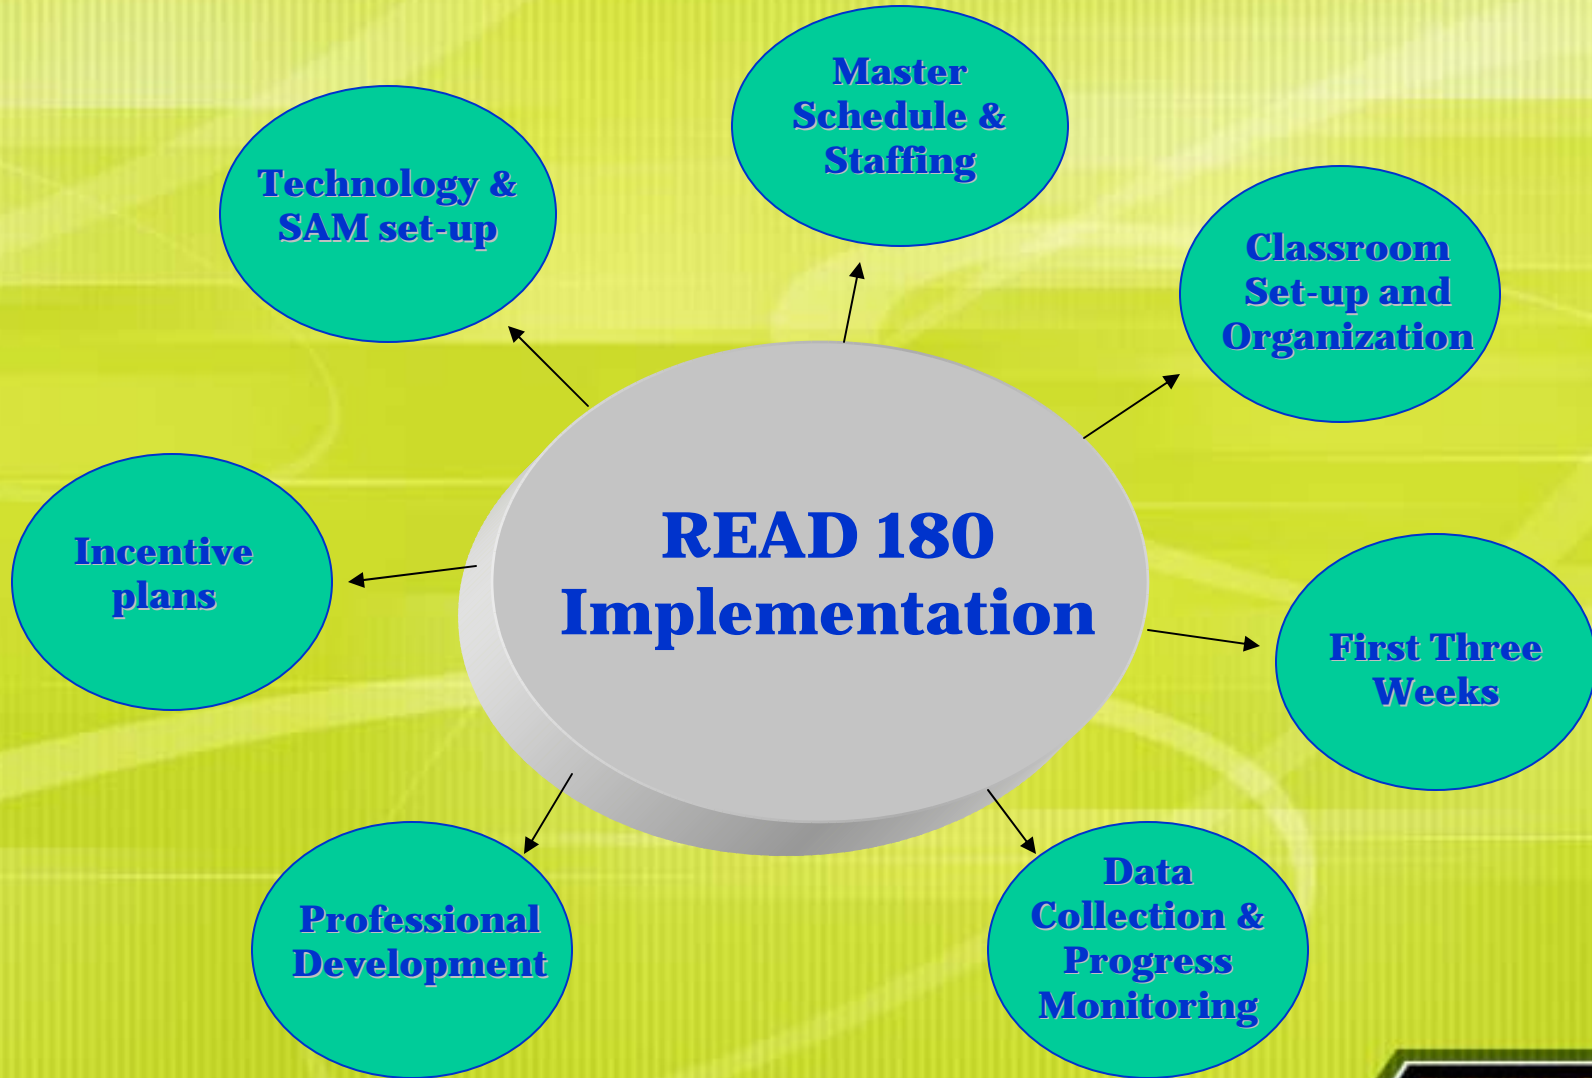 Master
Schedule &
Staffing
Technology &
SAM set-up
Classroom
Set-up and
Organization
READ 180
Implementation
Incentive
plans
First Three
Weeks
Professional
Development
Data
Collection &
Progress
Monitoring